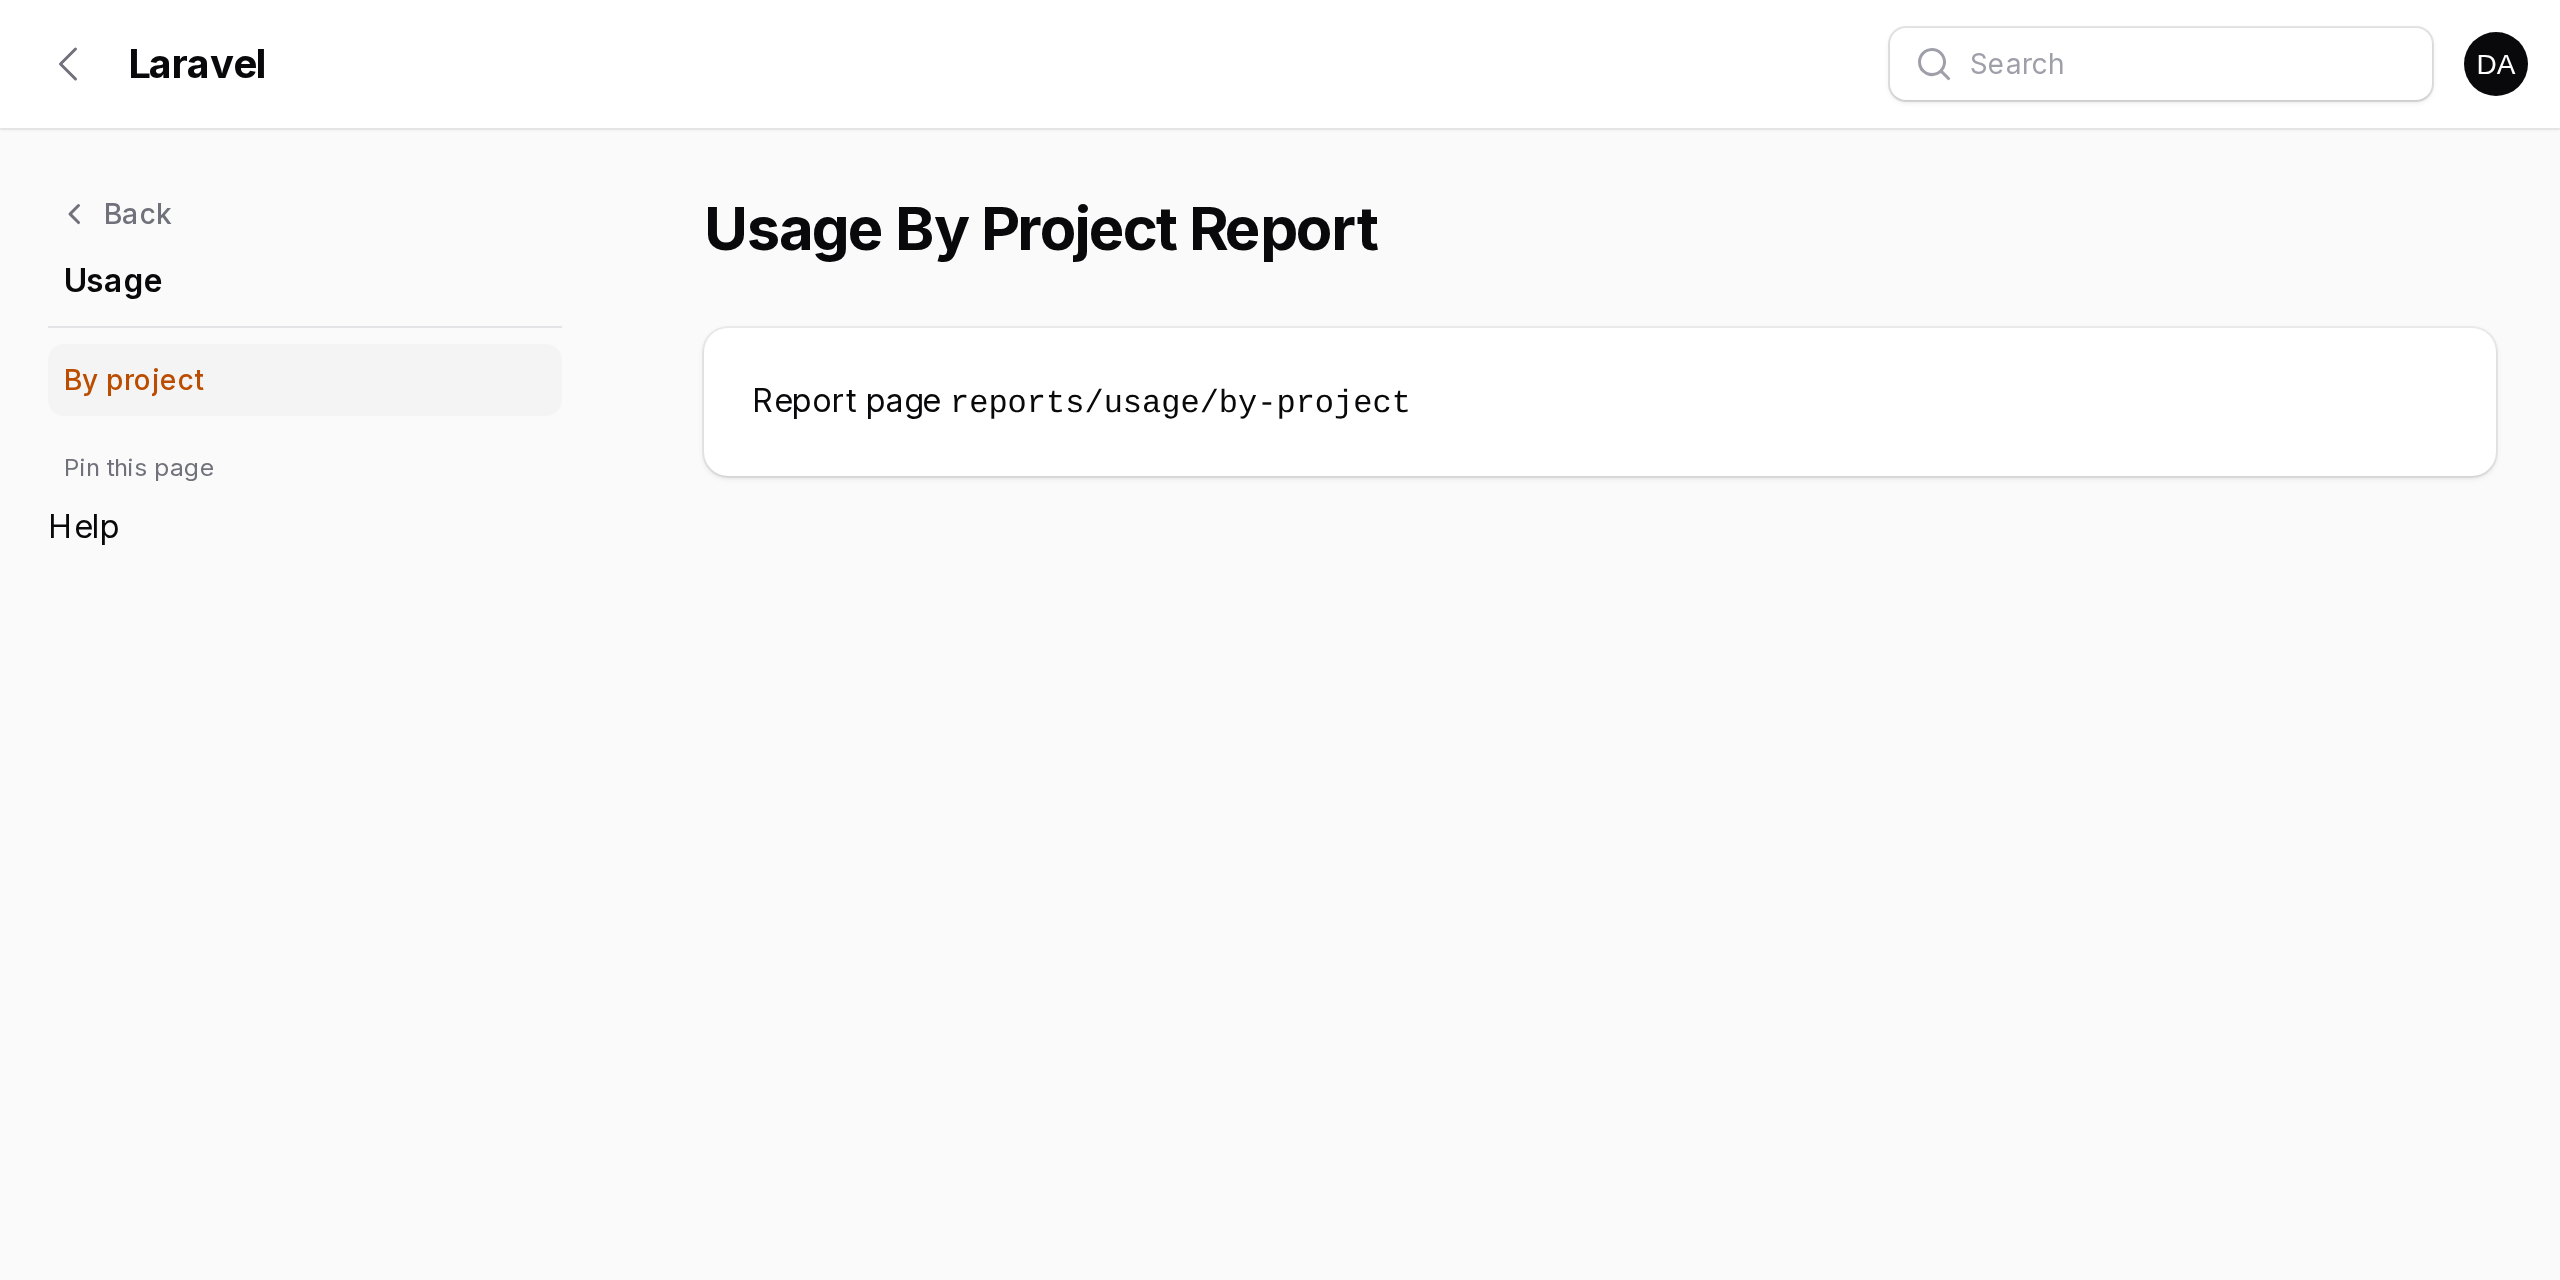 Laravel
Search
DA
Back
Usage
By project
Pin this page
Help
Usage By Project Report
Report page reports/usage/by-project